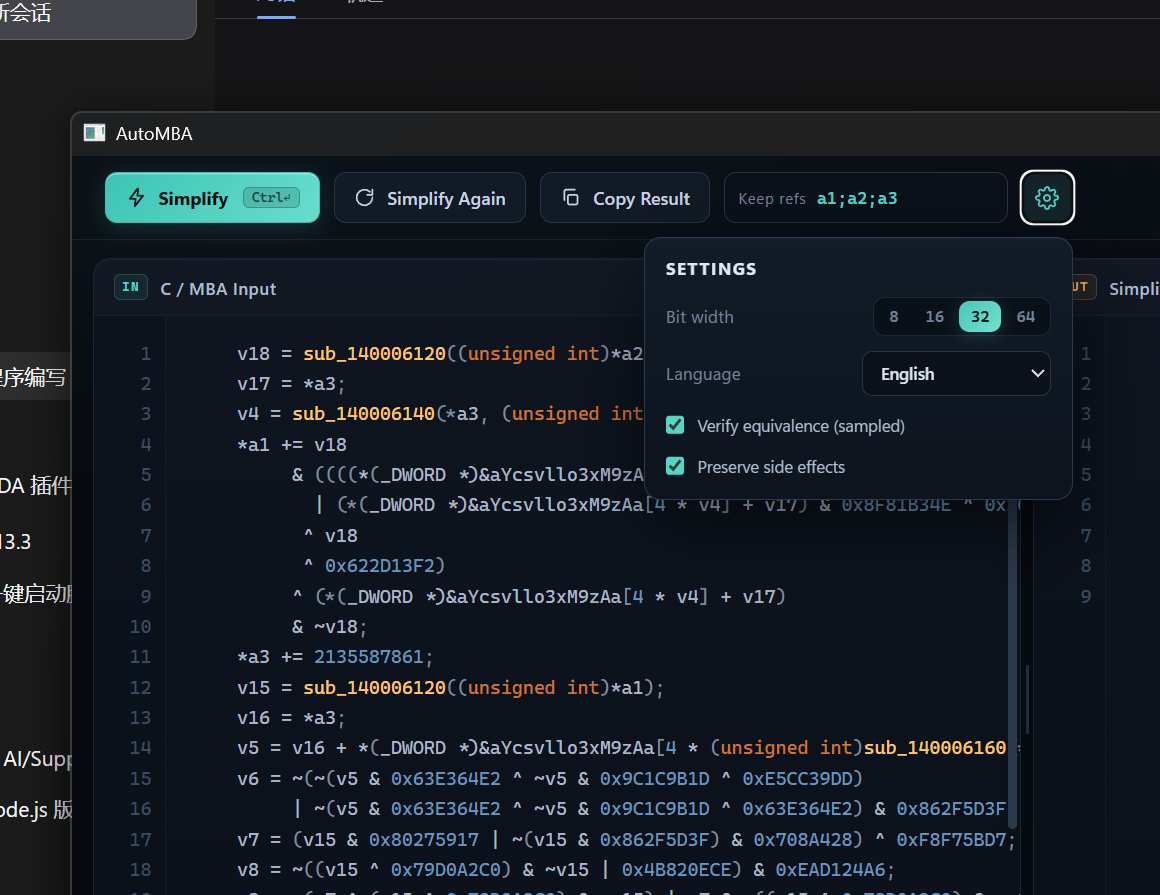 新会话
AutoMBA
Simplify Ctrl↵ Simplify Again Copy Result Keep refs a1;a2;a3
IN C / MBA Input
SETTINGS
Bit width 8 16 32 64
Language English
Verify equivalence (sampled)
Preserve side effects
UT Simpli
1 v18 = sub_140006120((unsigned int)*a2
2 v17 = *a3;
3 v4 = sub_140006140(*a3, (unsigned int
4 *a1 += v18
5 & ((((*(_DWORD *)&aYcsvllo3xM9zAa
6 | (*(_DWORD *)&aYcsvllo3xM9zAa[4 * v4] + v17) & 0x8F81B34E ^ 0x
7 ^ v18
8 ^ 0x622D13F2)
9 ^ (*(_DWORD *)&aYcsvllo3xM9zAa[4 * v4] + v17)
10 & ~v18;
11 *a3 += 2135587861;
12 v15 = sub_140006120((unsigned int)*a1);
13 v16 = *a3;
14 v5 = v16 + *(_DWORD *)&aYcsvllo3xM9zAa[4 * (unsigned int)sub_140006160
15 v6 = ~(~(v5 & 0x63E364E2 ^ ~v5 & 0x9C1C9B1D ^ 0xE5CC39DD)
16 | ~(v5 & 0x63E364E2 ^ ~v5 & 0x9C1C9B1D ^ 0x63E364E2) & 0x862F5D3F
17 v7 = (v15 & 0x80275917 | ~(v15 & 0x862F5D3F) & 0x708A428) ^ 0xF8F75BD7;
18 v8 = ~((v15 ^ 0x79D0A2C0) & ~v15 | 0x4B820ECE) & 0xEAD124A6;
1
2
3
4
5
6
7
8
9
程序编写
DA 插件
13.3
一键启动
AI/Supp
ode.js 版